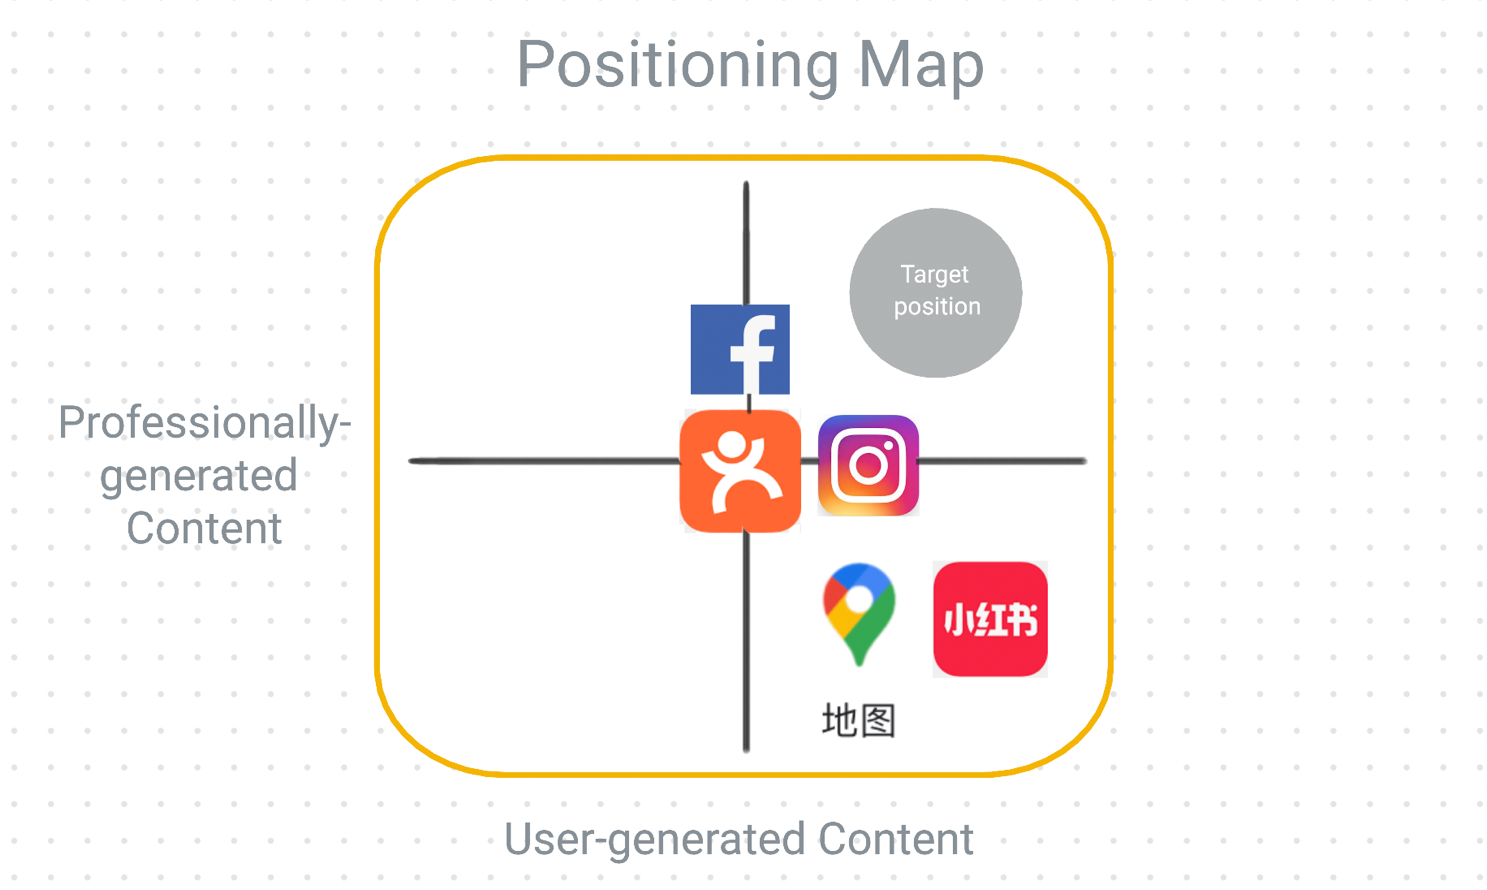 Positioning Map
Target
position
Professionally-
generated
Content
小红书
地图
User-generated Content